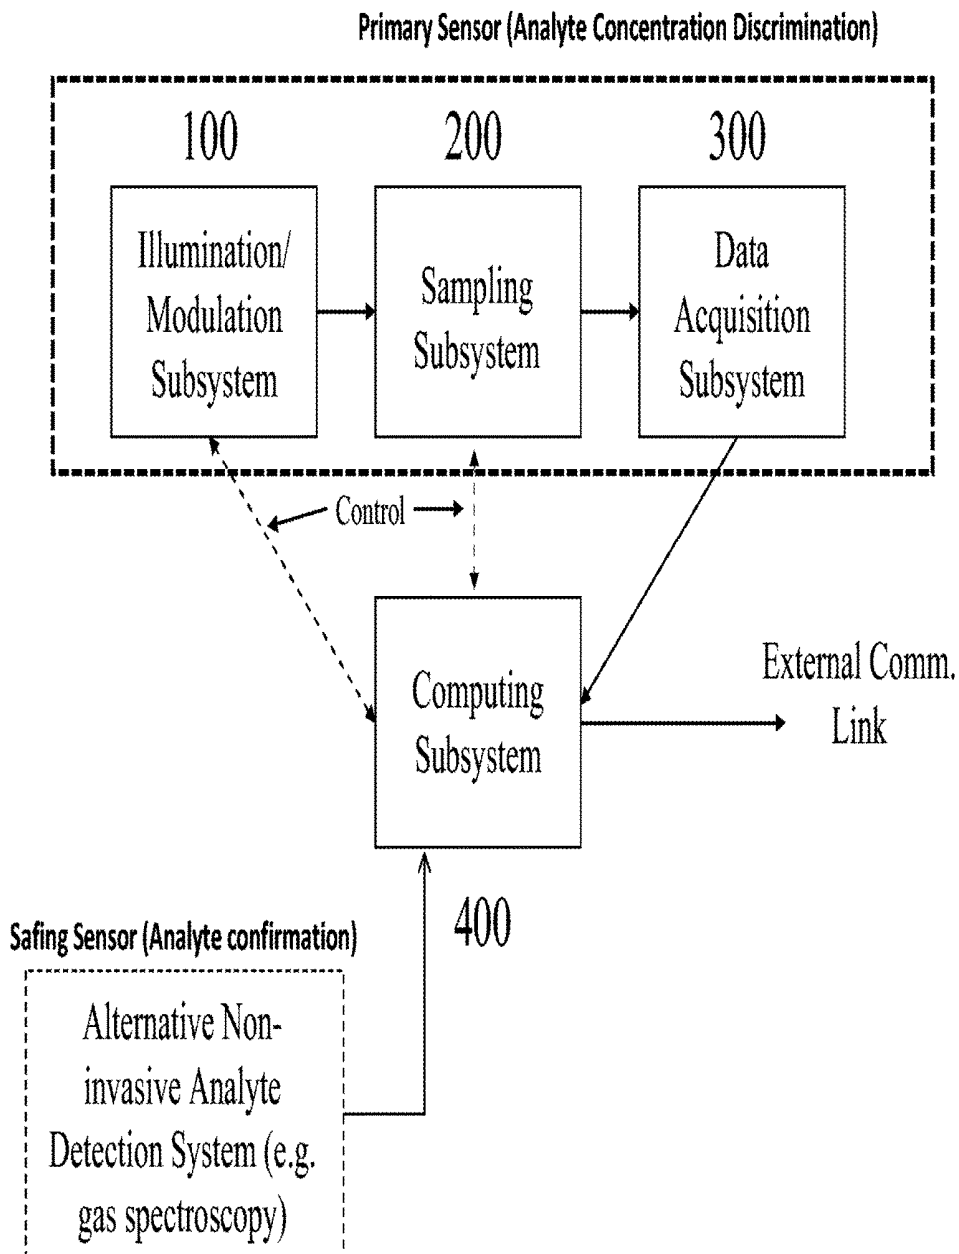 Primary Sensor (Analyte Concentration Discrimination)
100
200
300
Illumination/
Modulation
Subsystem
Sampling
Subsystem
Data
Acquisition
Subsystem
Control
Computing
Subsystem
External Comm.
Link
400
Safing Sensor (Analyte confirmation)
Alternative Non-
invasive Analyte
Detection System (e.g.
gas spectroscopy)